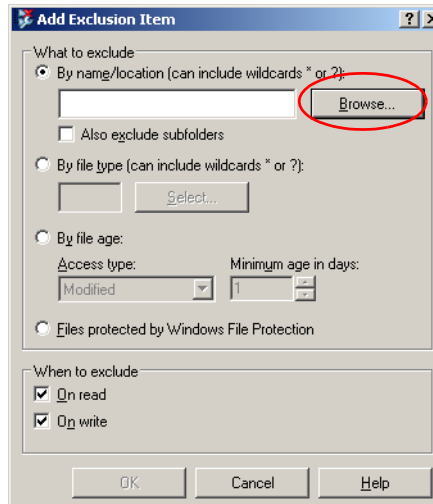 Add Exclusion Item
What to exclude
By name/location (can include wildcards * or ?):
Browse...
Also exclude subfolders
By file type (can include wildcards * or ?):
Select...
By file age:
Access type: Minimum age in days:
Modified 1
Files protected by Windows File Protection
When to exclude
On read
On write
OK Cancel Help